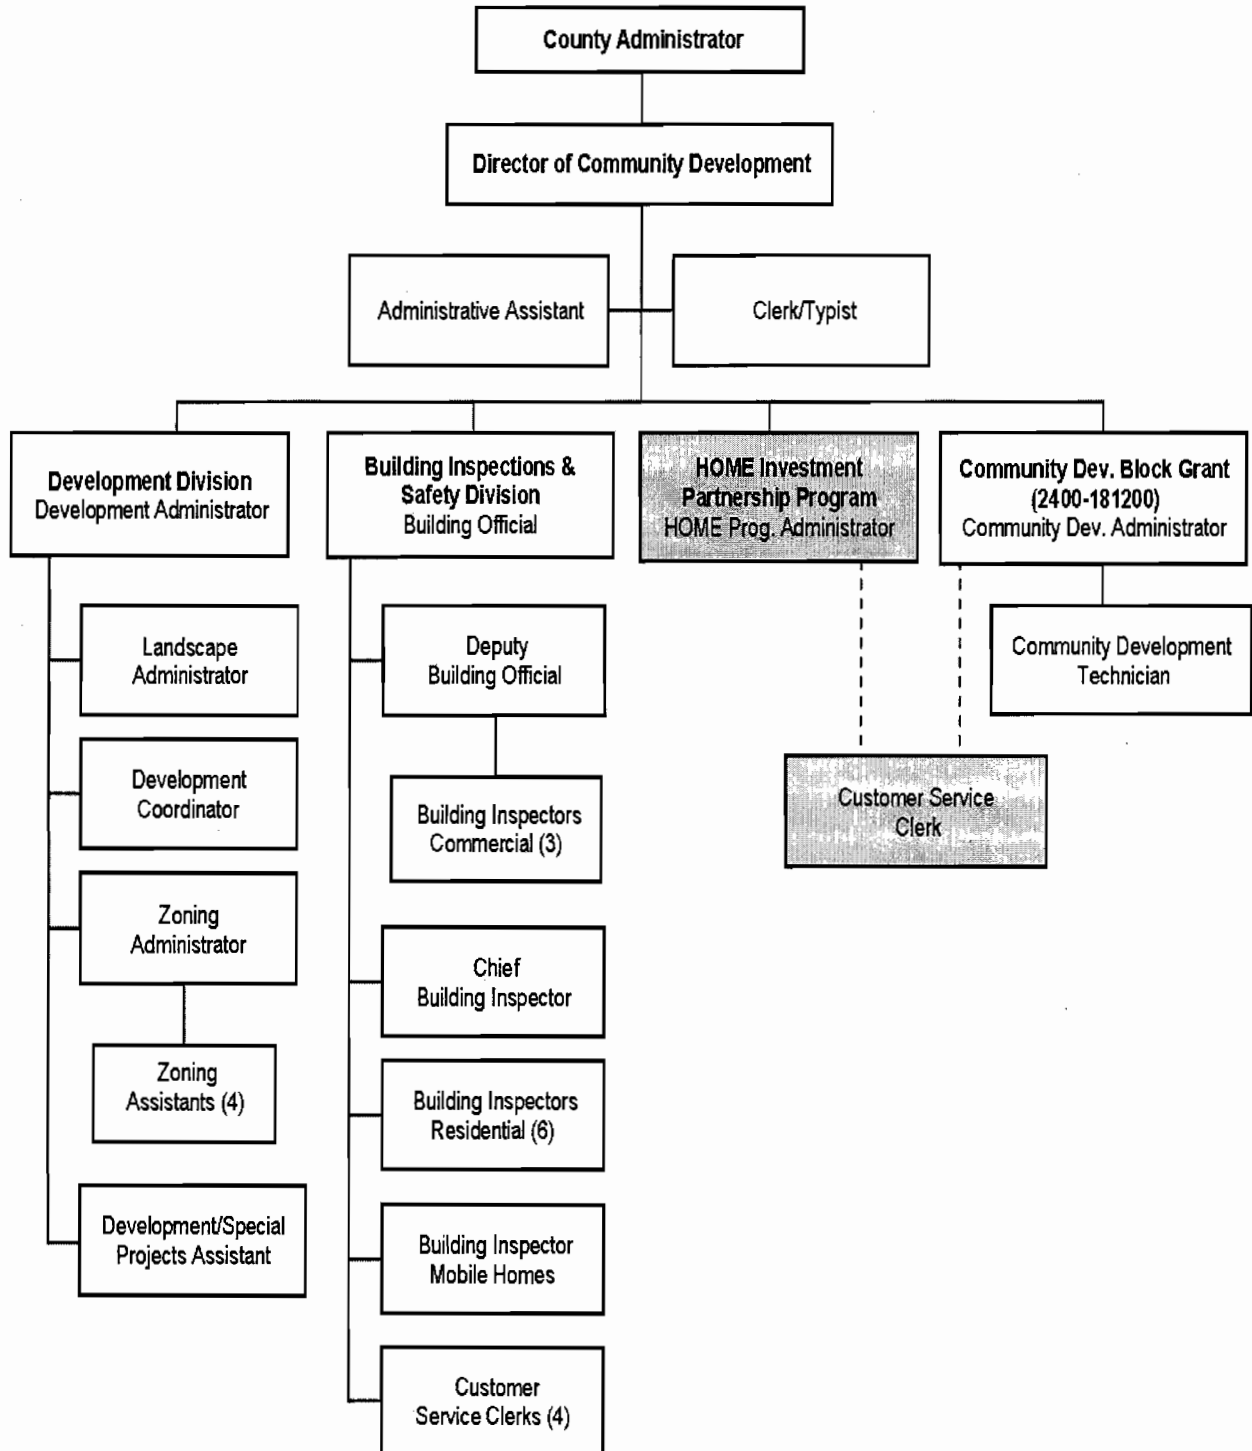 County Administrator
Director of Community Development
Administrative Assistant
Clerk/Typist
Development Division
Development Administrator
Landscape
Administrator
Development
Coordinator
Zoning
Administrator
Zoning
Assistants (4)
Development/Special
Projects Assistant
Building Inspections &
Safety Division
Building Official
Deputy
Building Official
Building Inspectors
Commercial (3)
Chief
Building Inspector
Building Inspectors
Residential (6)
Building Inspector
Mobile Homes
Customer
Service Clerks (4)
HOME Investment
Partnership Program
HOME Prog. Administrator
Community Dev. Block Grant
(2400-181200)
Community Dev. Administrator
Community Development
Technician
Customer Service
Clerk